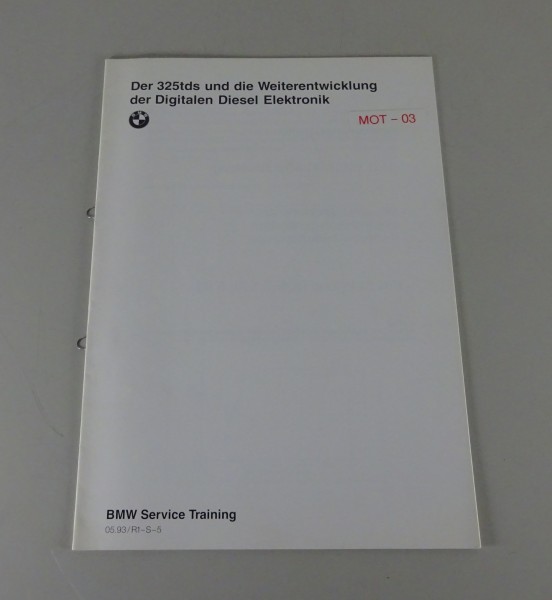 Der 325tds und die Weiterentwicklung
der Digitalen Diesel Elektronik
MOT - 03
BMW Service Training
05.93/R1-S-5